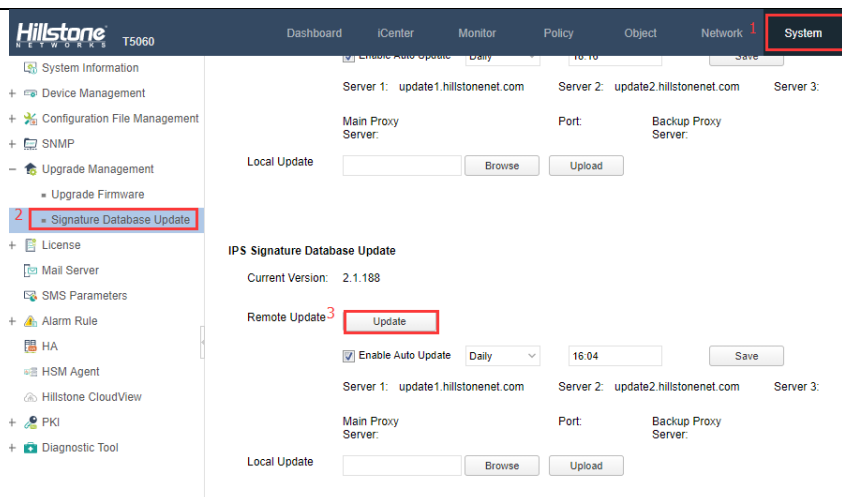 Hillstone
NETWORKS T5060
Dashboard iCenter Monitor Policy Object Network 1 System
System Information
Device Management
Configuration File Management
SNMP
Upgrade Management
Upgrade Firmware
2 Signature Database Update
License
Mail Server
SMS Parameters
Alarm Rule
HA
HSM Agent
Hillstone CloudView
PKI
Diagnostic Tool
Enable Auto Update Daily 16:16 Save
Server 1: update1.hillstonenet.com Server 2: update2.hillstonenet.com Server 3:
Main Proxy Server: Port: Backup Proxy Server:
Local Update Browse Upload
IPS Signature Database Update
Current Version: 2.1.188
Remote Update 3 Update
Enable Auto Update Daily 16:04 Save
Server 1: update1.hillstonenet.com Server 2: update2.hillstonenet.com Server 3:
Main Proxy Server: Port: Backup Proxy Server:
Local Update Browse Upload